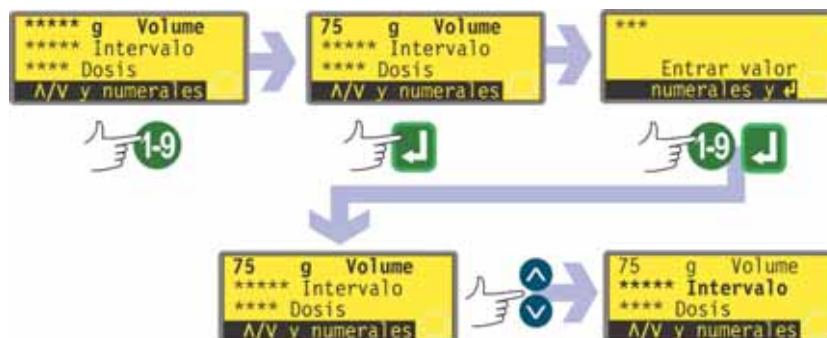 ***** g Volume
***** Intervalo
**** Dosis
Λ/V y numerales
75 g Volume
***** Intervalo
**** Dosis
Λ/V y numerales
***
Entrar valor
numerales y ↲
1-9
1-9
75 g Volume
***** Intervalo
**** Dosis
Λ/V y numerales
75 g Volume
***** Intervalo
**** Dosis
Λ/V y numerales